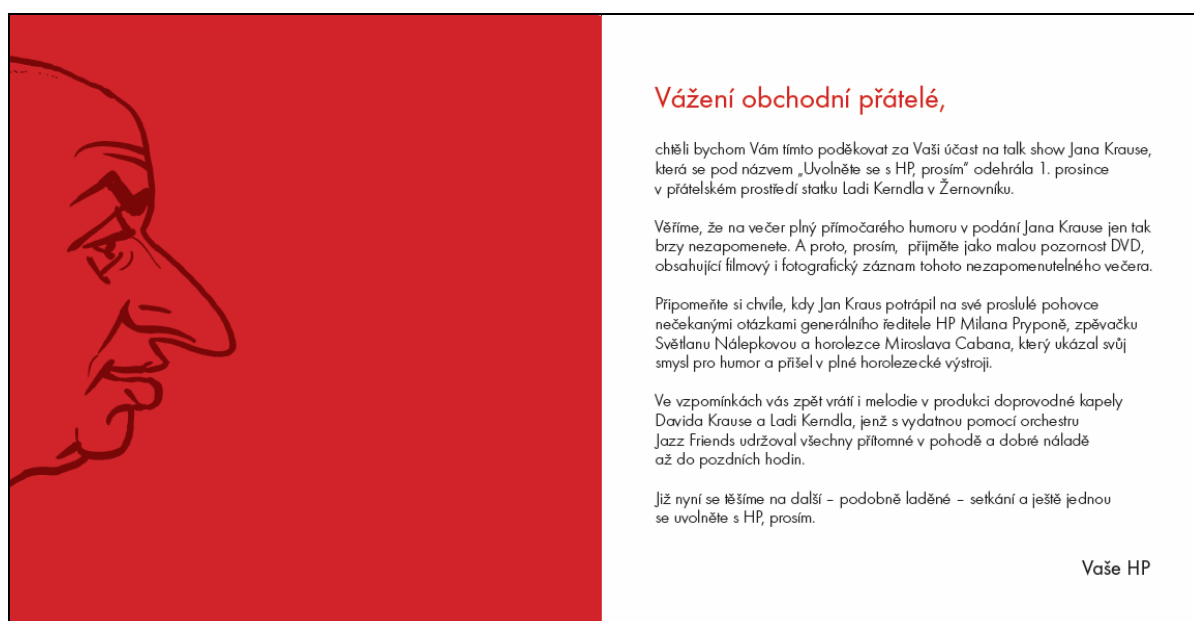 Vážení obchodní přátelé,
chtěli bychom Vám tímto poděkovat za Vaši účast na talk show Jana Krause,
která se pod názvem „Uvolněte se s HP, prosím“ odehrála 1. prosince
v přátelském prostředí statku Ladi Kerndla v Žernovníku.
Věříme, že na večer plný přímočarého humoru v podání Jana Krause jen tak
brzy nezapomenete. A proto, prosím,  přijměte jako malou pozornost DVD,
obsahující filmový i fotografický záznam tohoto nezapomenutelného večera.
Připomeňte si chvíle, kdy Jan Kraus potrápil na své proslulé pohovce
nečekanými otázkami generálního ředitele HP Milana Pryponě, zpěvačku
Světlanu Nálepkovou a horolezce Miroslava Cabana, který ukázal svůj
smysl pro humor a přišel v plné horolezecké výstroji.
Ve vzpomínkách vás zpět vrátí i melodie v produkci doprovodné kapely
Davida Krause a Ladi Kerndla, jenž s vydatnou pomocí orchestru
Jazz Friends udržoval všechny přítomné v pohodě a dobré náladě
až do pozdních hodin.
Již nyní se těšíme na další – podobně laděné – setkání a ještě jednou
se uvolněte s HP, prosím.
Vaše HP